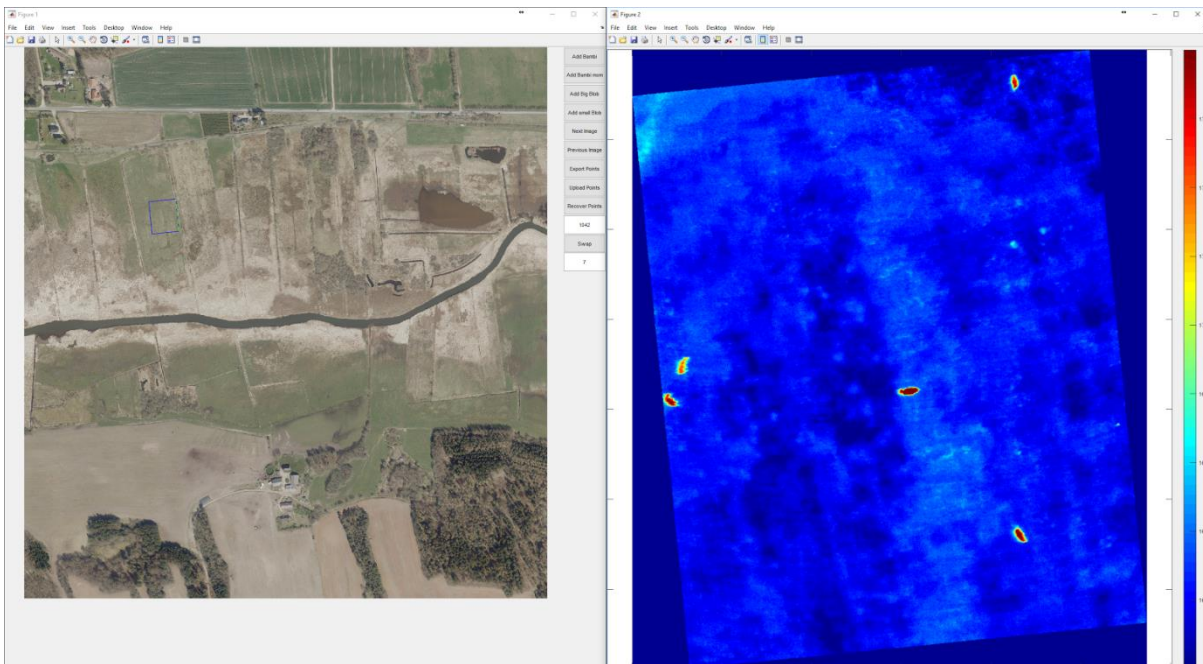 Figure 1
File Edit View Insert Tools Desktop Window Help
Add Bambi
Add Bambi mom
Add Big Blob
Add small Blob
Next Image
Previous Image
Export Points
Upload Points
Recover Points
1042
Swap
7
Figure 2
File Edit View Insert Tools Desktop Window Help